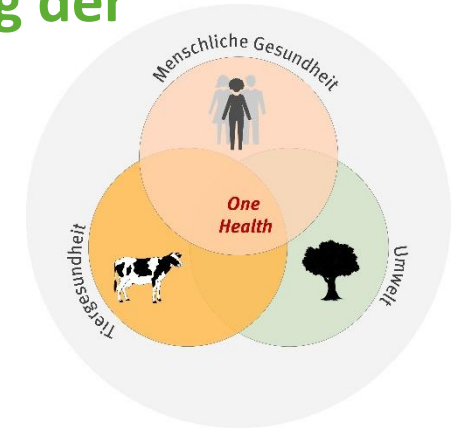 g der
Menschliche Gesundheit
One
Health
Tiergesundheit
Umwelt